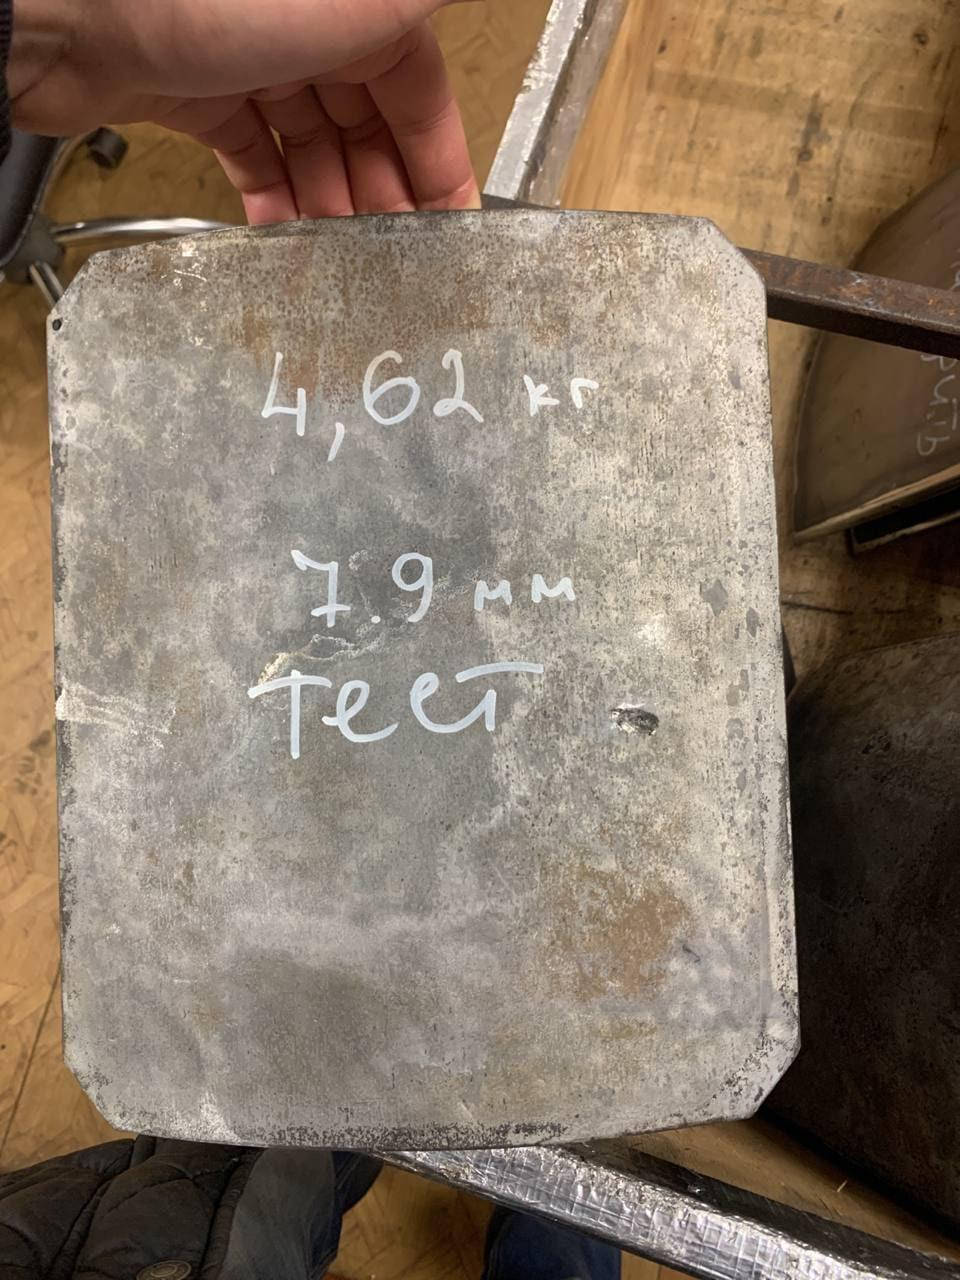 4,62 кг
7.9 мм
Тест